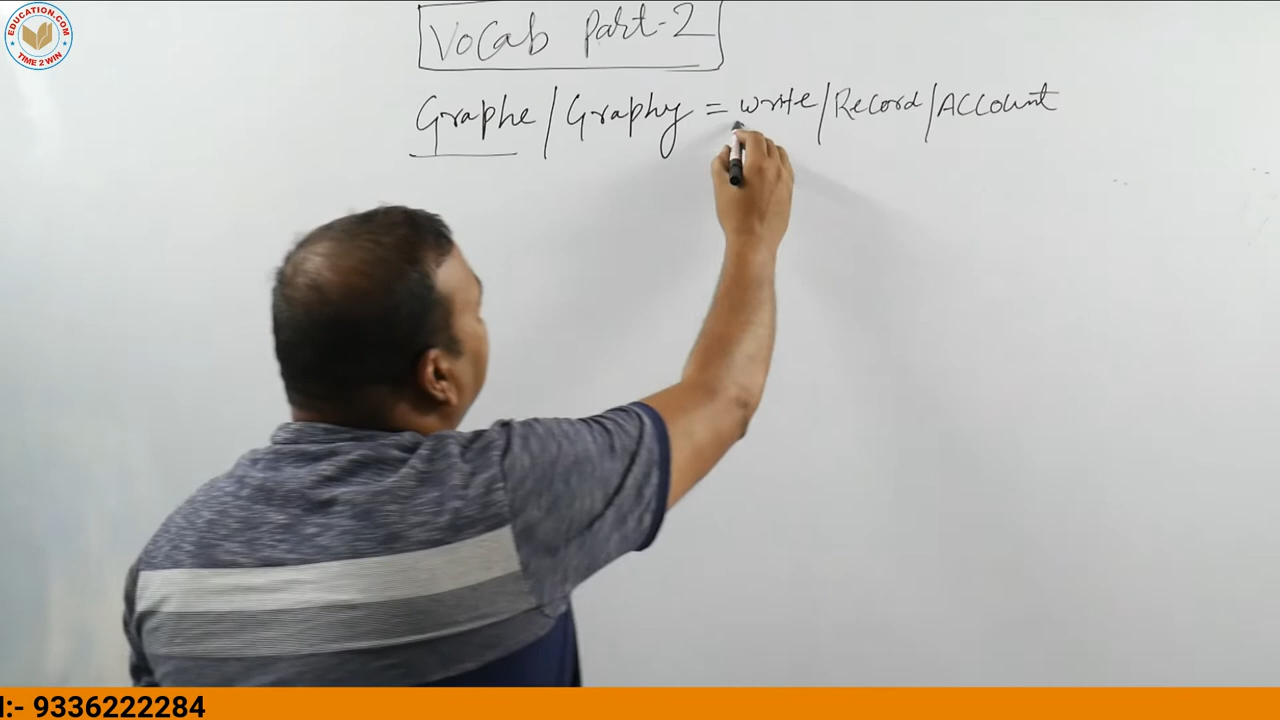 EDUCATION.COM
TIME 2 WIN
Vocab Part-2
Graphe / Graphy = write / Record / Account
:- 9336222284